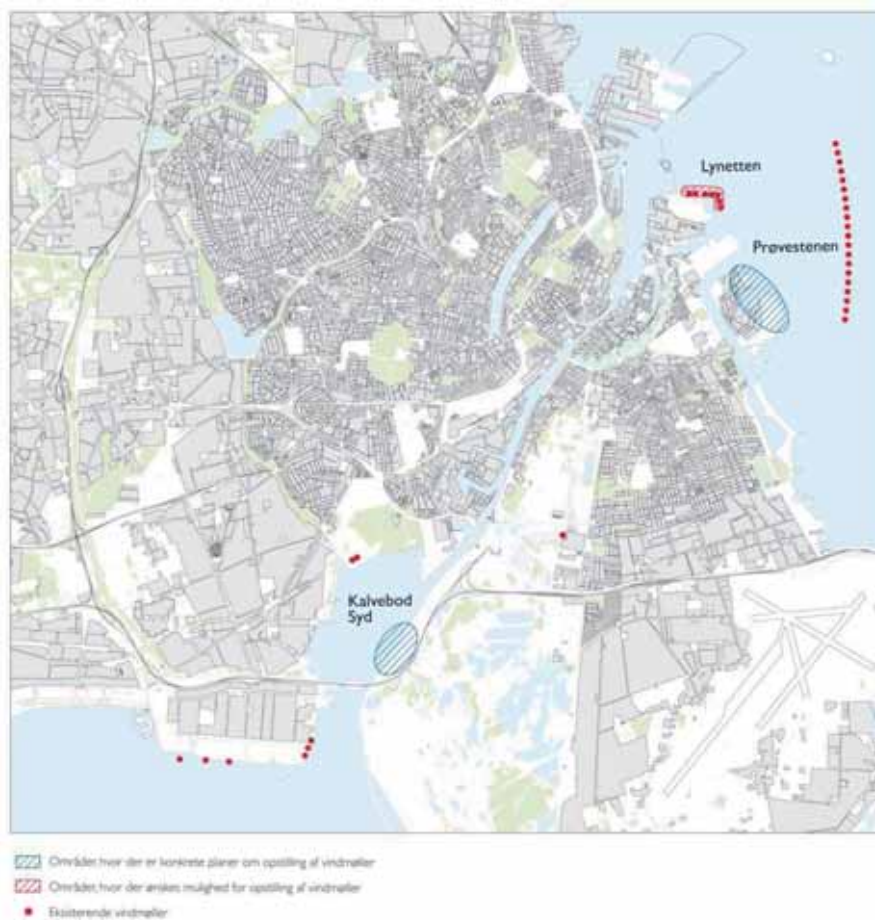 Lynetten
Prøvestenen
Kalvebod
Syd
Områder, hvor der er konkrete planer om opstilling af vindmøller
Områder, hvor der ønskes mulighed for opstilling af vindmøller
Eksisterende vindmøller